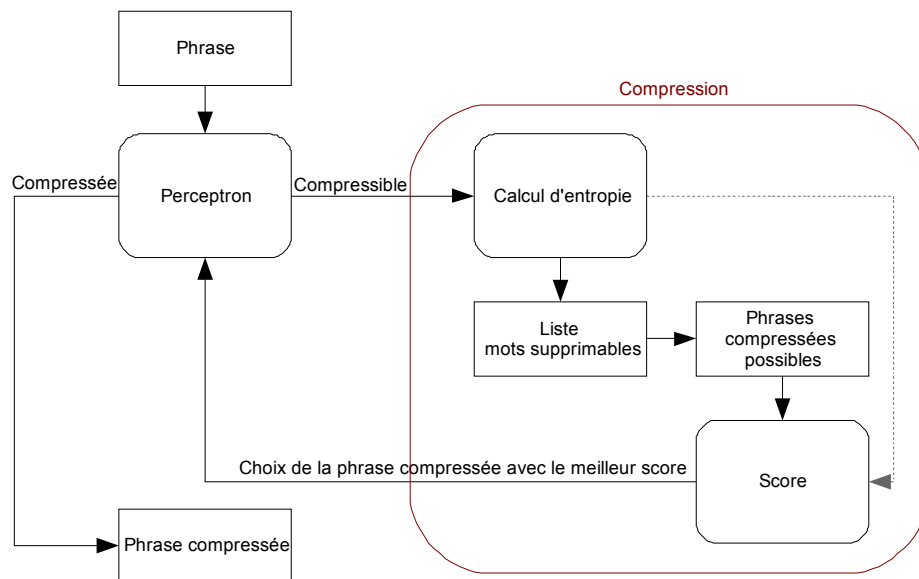 Phrase
Compression
Compressée
Perceptron
Compressible
Calcul d'entropie
Liste
mots supprimables
Phrases
compressées
possibles
Choix de la phrase compressée avec le meilleur score
Score
Phrase compressée